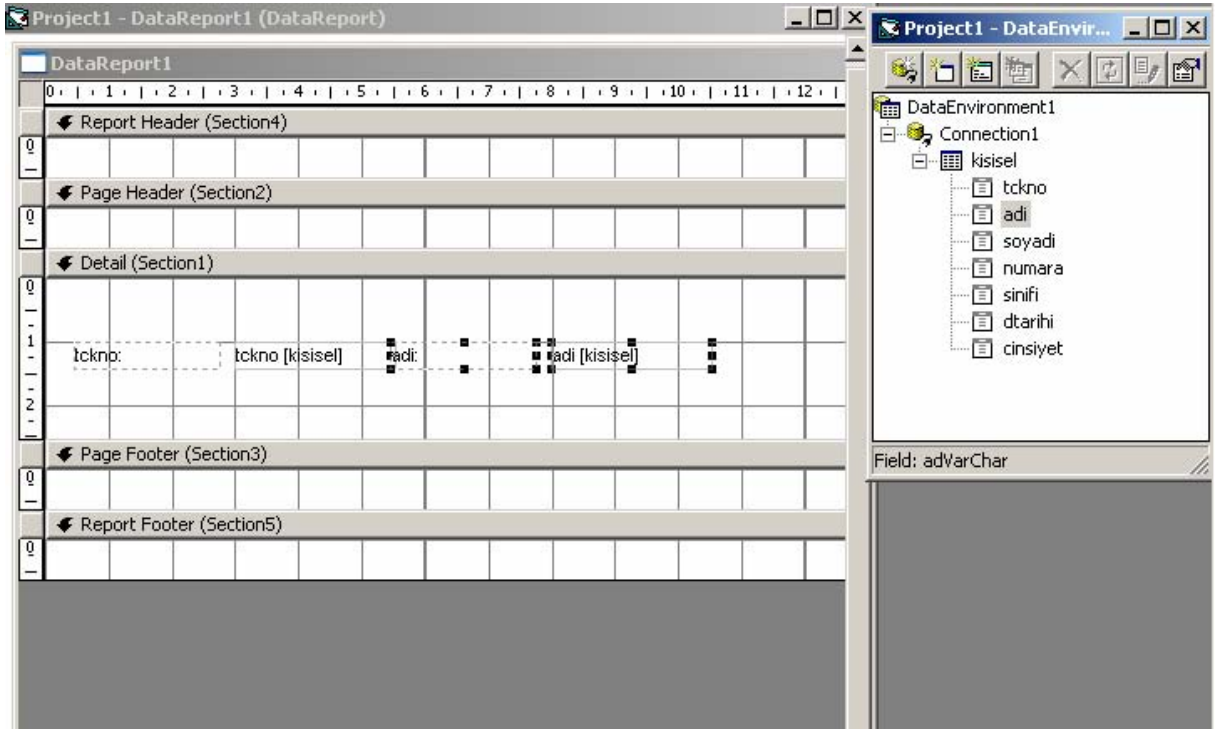 Project1 - DataReport1 (DataReport)
DataReport1
0 1 2 3 4 5 6 7 8 9 10 11 12
Report Header (Section4)
0
Page Header (Section2)
0
Detail (Section1)
0
1
tckno: tckno [kisisel] adi: adi [kisisel]
2
Page Footer (Section3)
0
Report Footer (Section5)
0
Project1 - DataEnvir...
DataEnvironment1
Connection1
kisisel
tckno
adi
soyadi
numara
sinifi
dtarihi
cinsiyet
Field: adVarChar